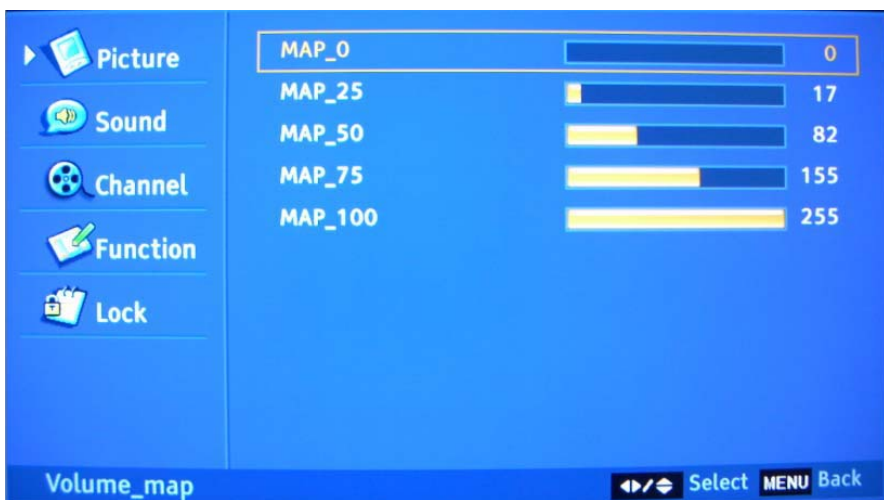 Picture
Sound
Channel
Function
Lock
MAP_0 0
MAP_25 17
MAP_50 82
MAP_75 155
MAP_100 255
Volume_map Select MENU Back